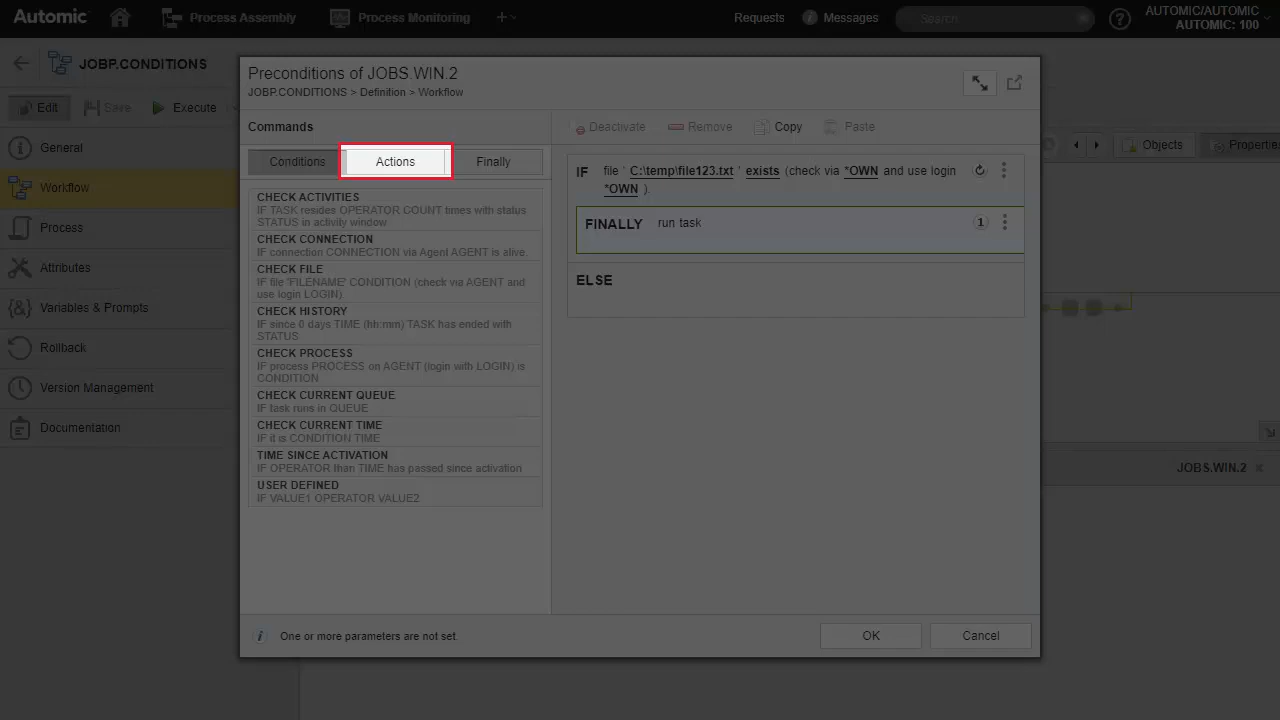 Automic
Process Assembly
Process Monitoring
Requests
Messages
Search
AUTOMIC/AUTOMIC
AUTOMIC: 100
JOBP.CONDITIONS
Edit
Save
Execute
General
Workflow
Process
Attributes
Variables & Prompts
Rollback
Version Management
Documentation
Preconditions of JOBS.WIN.2
JOBP.CONDITIONS > Definition > Workflow
Commands
Conditions
Actions
Finally
CHECK ACTIVITIES
IF TASK resides OPERATOR COUNT times with status
STATUS in activity window
CHECK CONNECTION
IF connection CONNECTION via Agent AGENT is alive.
CHECK FILE
IF file 'FILENAME' CONDITION (check via AGENT and
use login LOGIN)
CHECK HISTORY
IF since 0 days TIME (hh:mm) TASK has ended with
STATUS
CHECK PROCESS
IF process PROCESS on AGENT (login with LOGIN) is
CONDITION
CHECK CURRENT QUEUE
IF task runs in QUEUE
CHECK CURRENT TIME
IF it is CONDITION TIME
TIME SINCE ACTIVATION
IF OPERATOR than TIME has passed since activation
USER DEFINED
IF VALUE1 OPERATOR VALUE2
Deactivate
Remove
Copy
Paste
IF file ' C:\temp\file123.txt ' exists (check via *OWN and use login
*OWN ).
FINALLY run task 1
ELSE
One or more parameters are not set.
OK
Cancel
Objects
Properties
JOBS.WIN.2